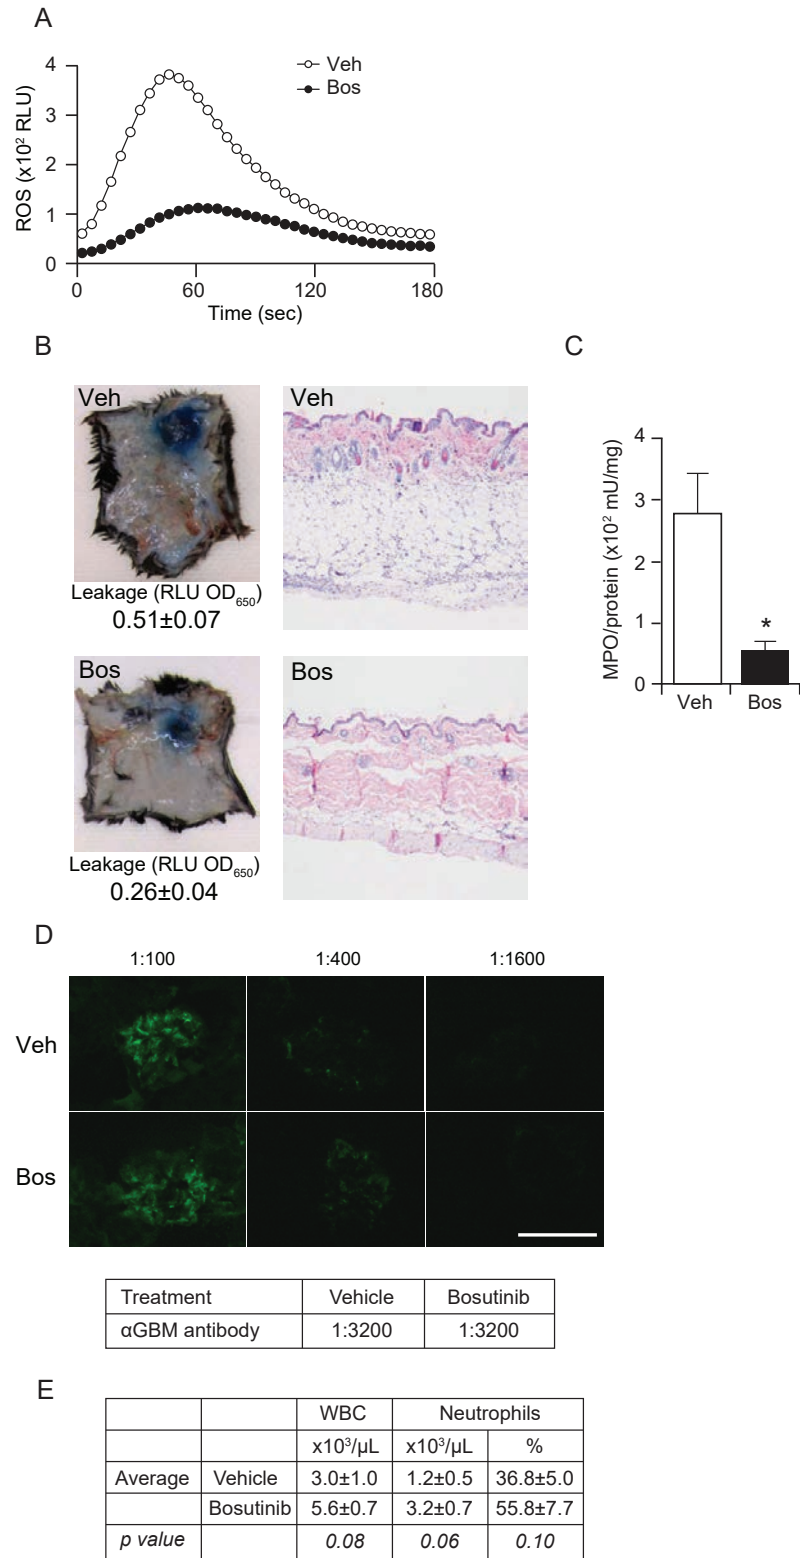 A
Veh
Bos
ROS (x10² RLU)
4
3
2
1
0
0 60 120 180
Time (sec)
B
C
Veh
Veh
Leakage (RLU OD₆₅₀)
0.51±0.07
Bos
Bos
Leakage (RLU OD₆₅₀)
0.26±0.04
MPO/protein (x10² mU/mg)
4
3
2
1
0
*
Veh Bos
D
1:100 1:400 1:1600
Veh
Bos
Treatment Vehicle Bosutinib
αGBM antibody 1:3200 1:3200
E
WBC Neutrophils
x10³/µL x10³/µL %
Average Vehicle 3.0±1.0 1.2±0.5 36.8±5.0
Bosutinib 5.6±0.7 3.2±0.7 55.8±7.7
p value 0.08 0.06 0.10